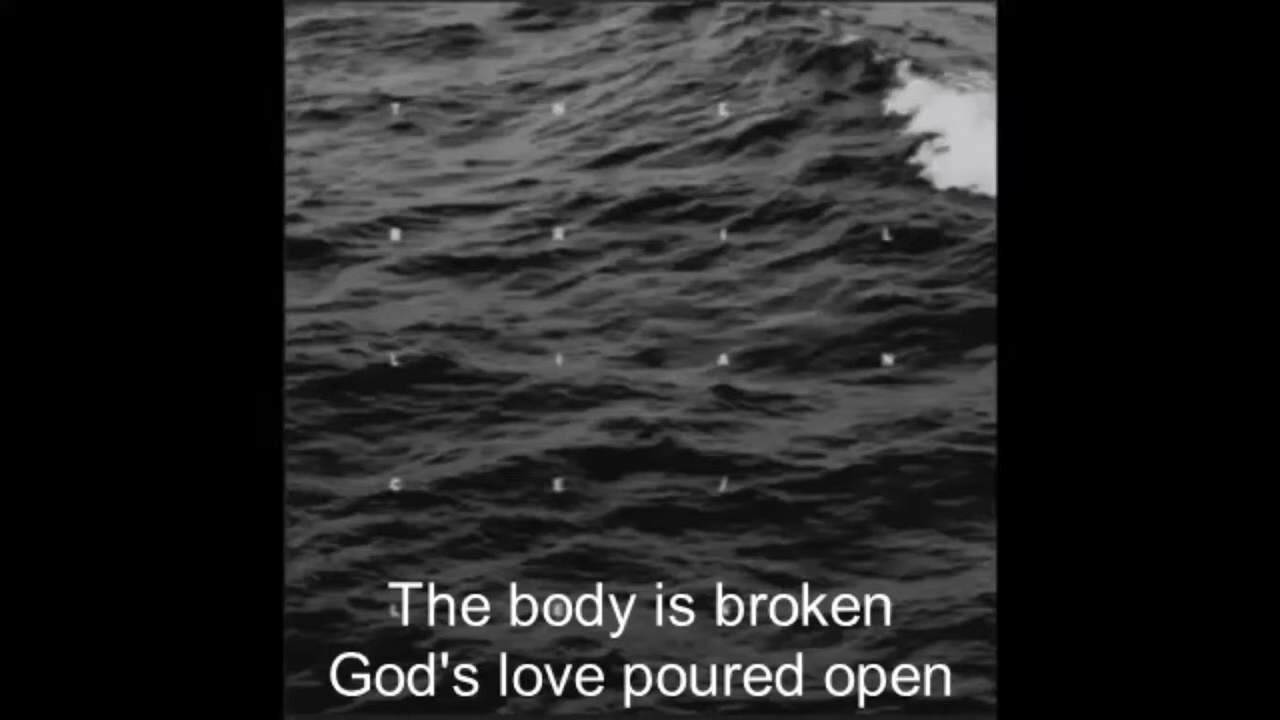 T H E
B R I L
L I A N
C E /
The body is broken
God's love poured open